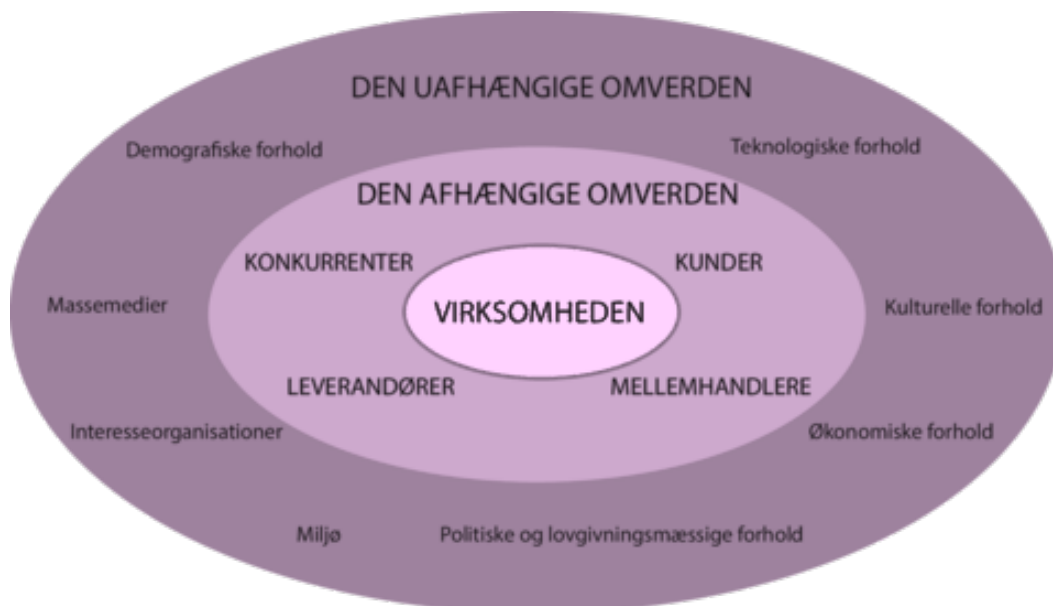 DEN UAFHÆNGIGE OMVERDEN
Demografiske forhold
Teknologiske forhold
DEN AFHÆNGIGE OMVERDEN
KONKURRENTER
KUNDER
Massemedier
VIRKSOMHEDEN
Kulturelle forhold
LEVERANDØRER
MELLEMHANDLERE
Interesseorganisationer
Økonomiske forhold
Miljø
Politiske og lovgivningsmæssige forhold